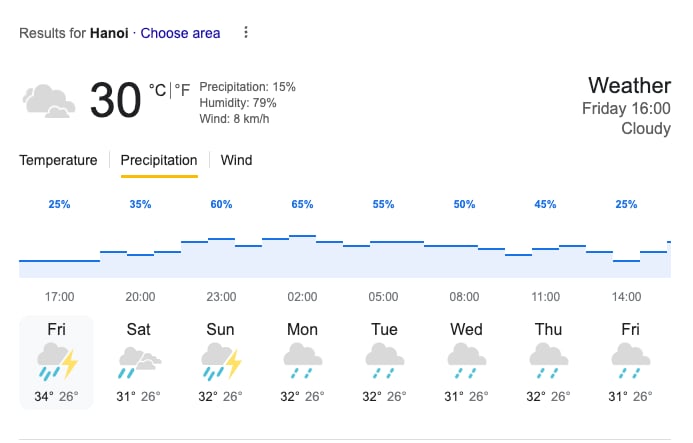 Results for Hanoi · Choose area
30 °C|°F
Precipitation: 15%
Humidity: 79%
Wind: 8 km/h
Weather
Friday 16:00
Cloudy
Temperature Precipitation Wind
25% 35% 60% 65% 55% 50% 45% 25%
17:00 20:00 23:00 02:00 05:00 08:00 11:00 14:00
Fri Sat Sun Mon Tue Wed Thu Fri
34° 26° 31° 26° 32° 26° 32° 26° 32° 26° 31° 26° 32° 26° 31° 26°